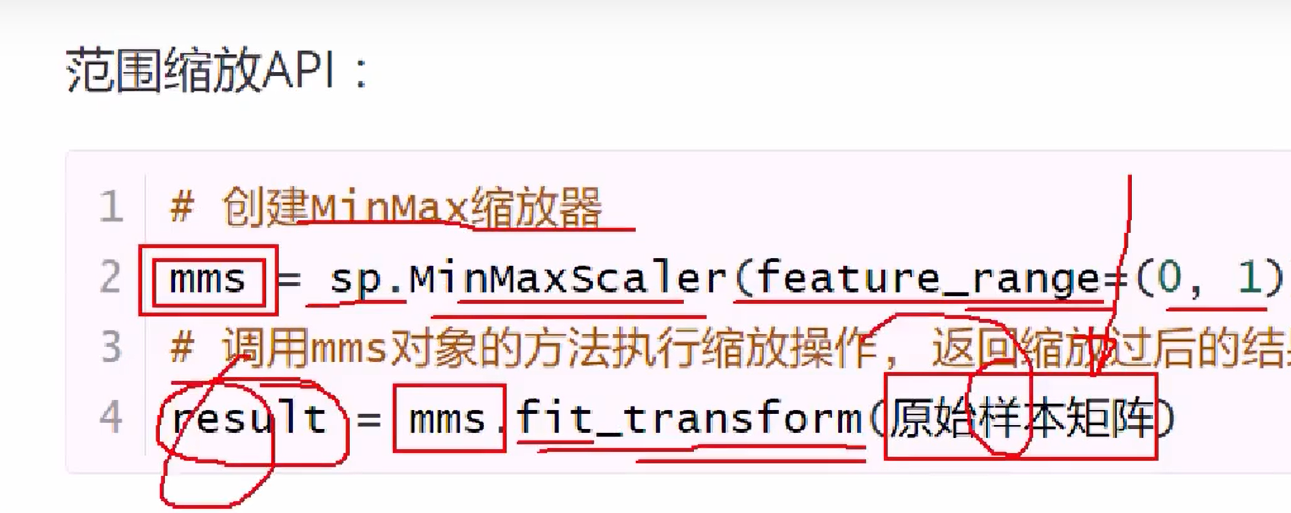 范围缩放API：
1 # 创建MinMax缩放器
2 mms = sp.MinMaxScaler(feature_range=(0, 1)
3 # 调用mms对象的方法执行缩放操作，返回缩放过后的结
4 result = mms.fit_transform(原始样本矩阵)